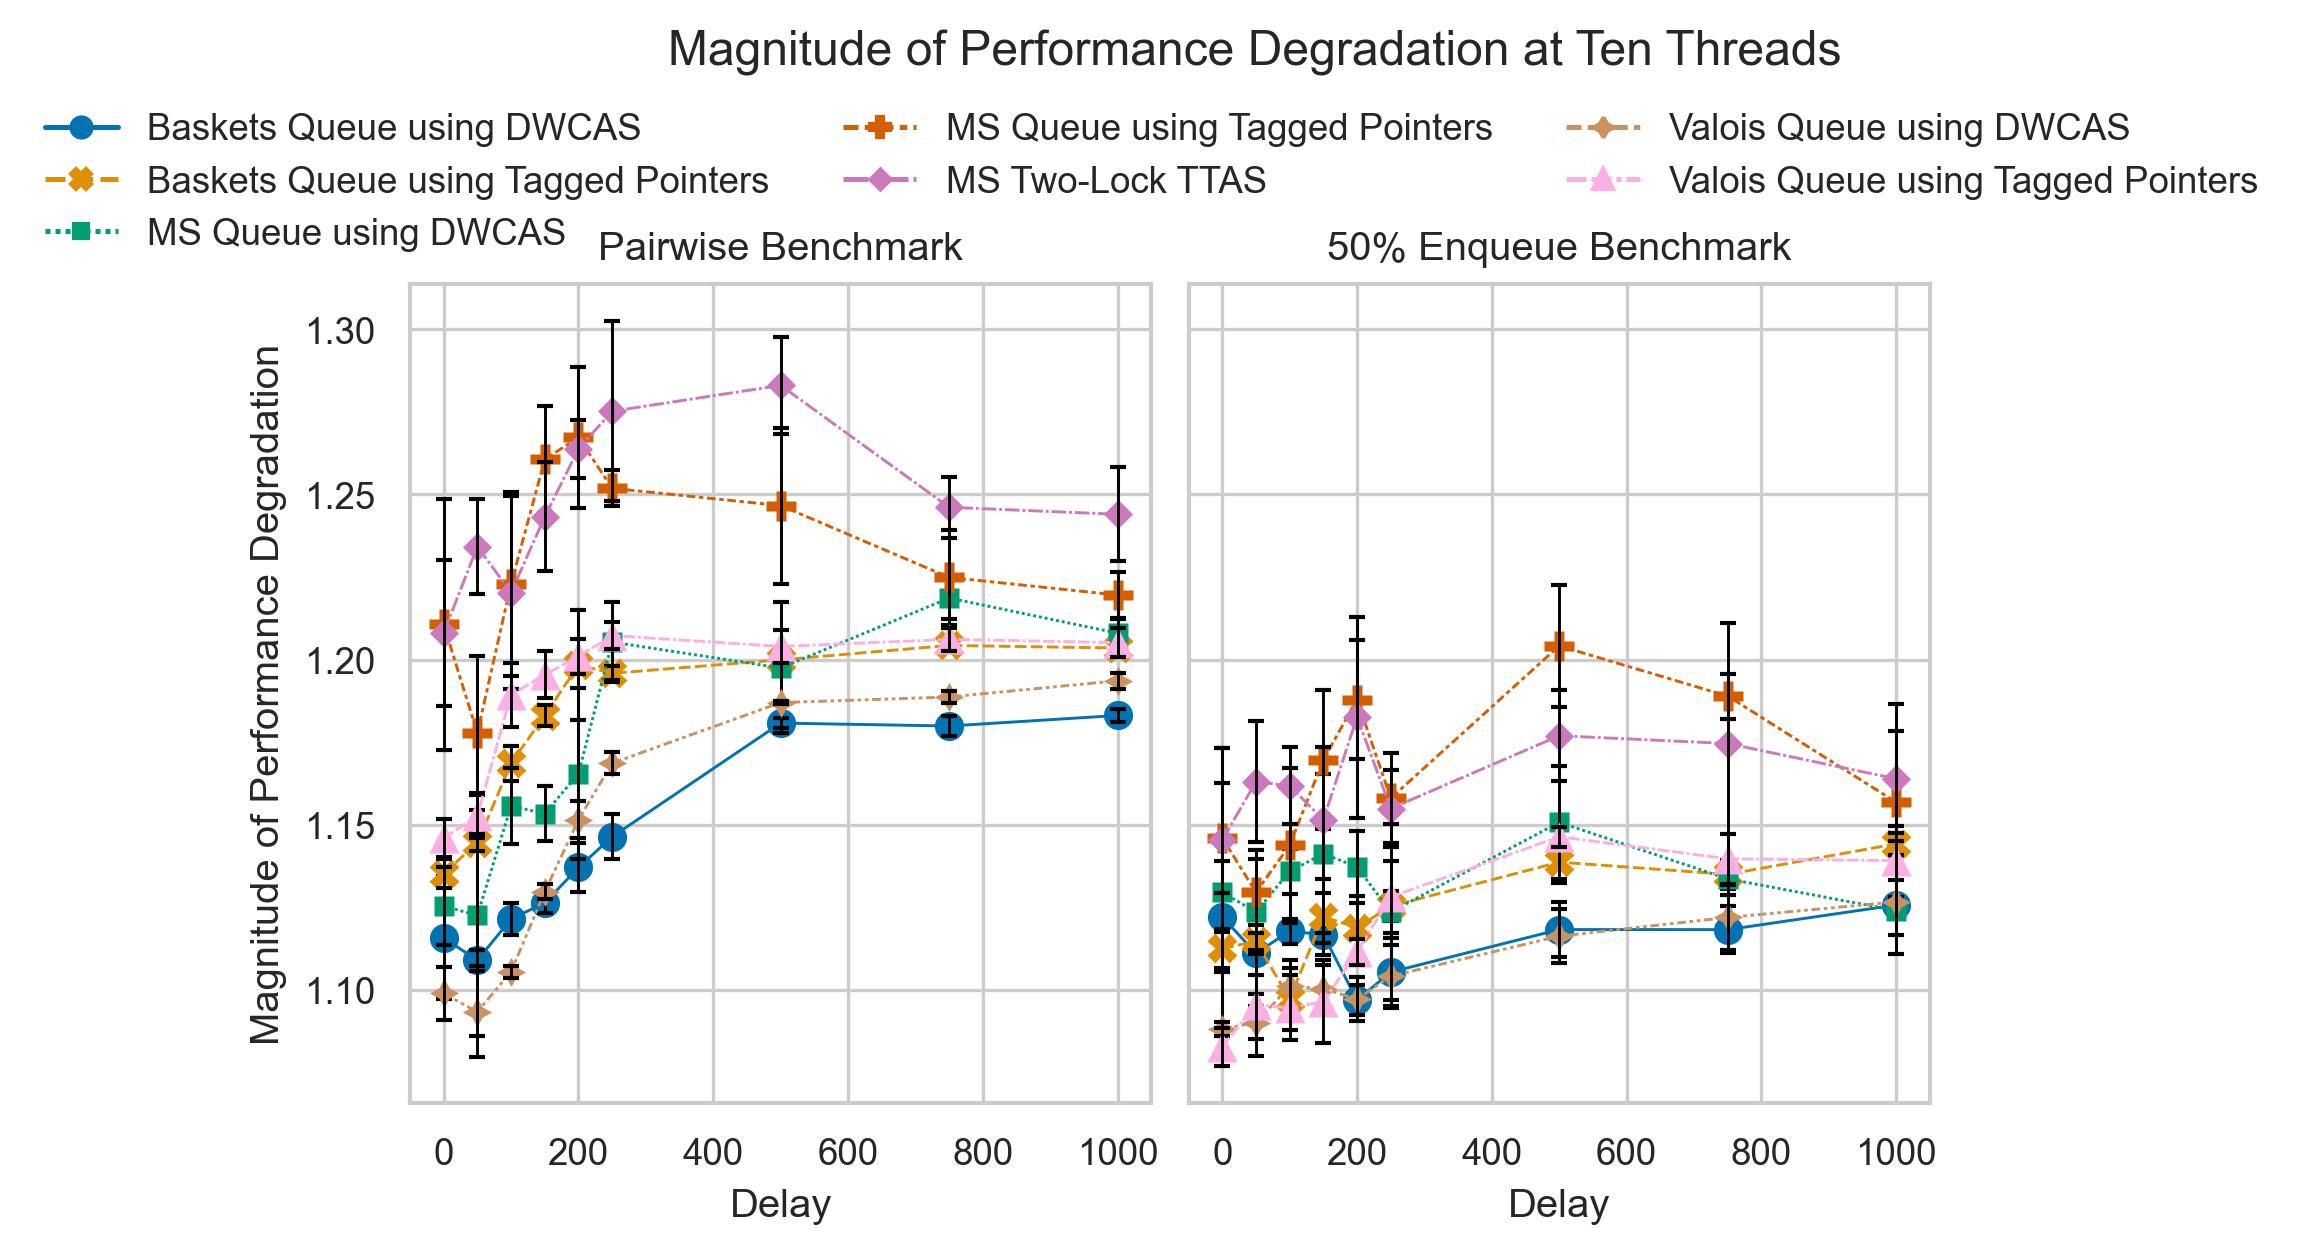 Magnitude of Performance Degradation at Ten Threads
Baskets Queue using DWCAS
Baskets Queue using Tagged Pointers
MS Queue using DWCAS
MS Queue using Tagged Pointers
MS Two-Lock TTAS
Valois Queue using DWCAS
Valois Queue using Tagged Pointers
Pairwise Benchmark
50% Enqueue Benchmark
Magnitude of Performance Degradation
1.30
1.25
1.20
1.15
1.10
0 200 400 600 800 1000
0 200 400 600 800 1000
Delay
Delay